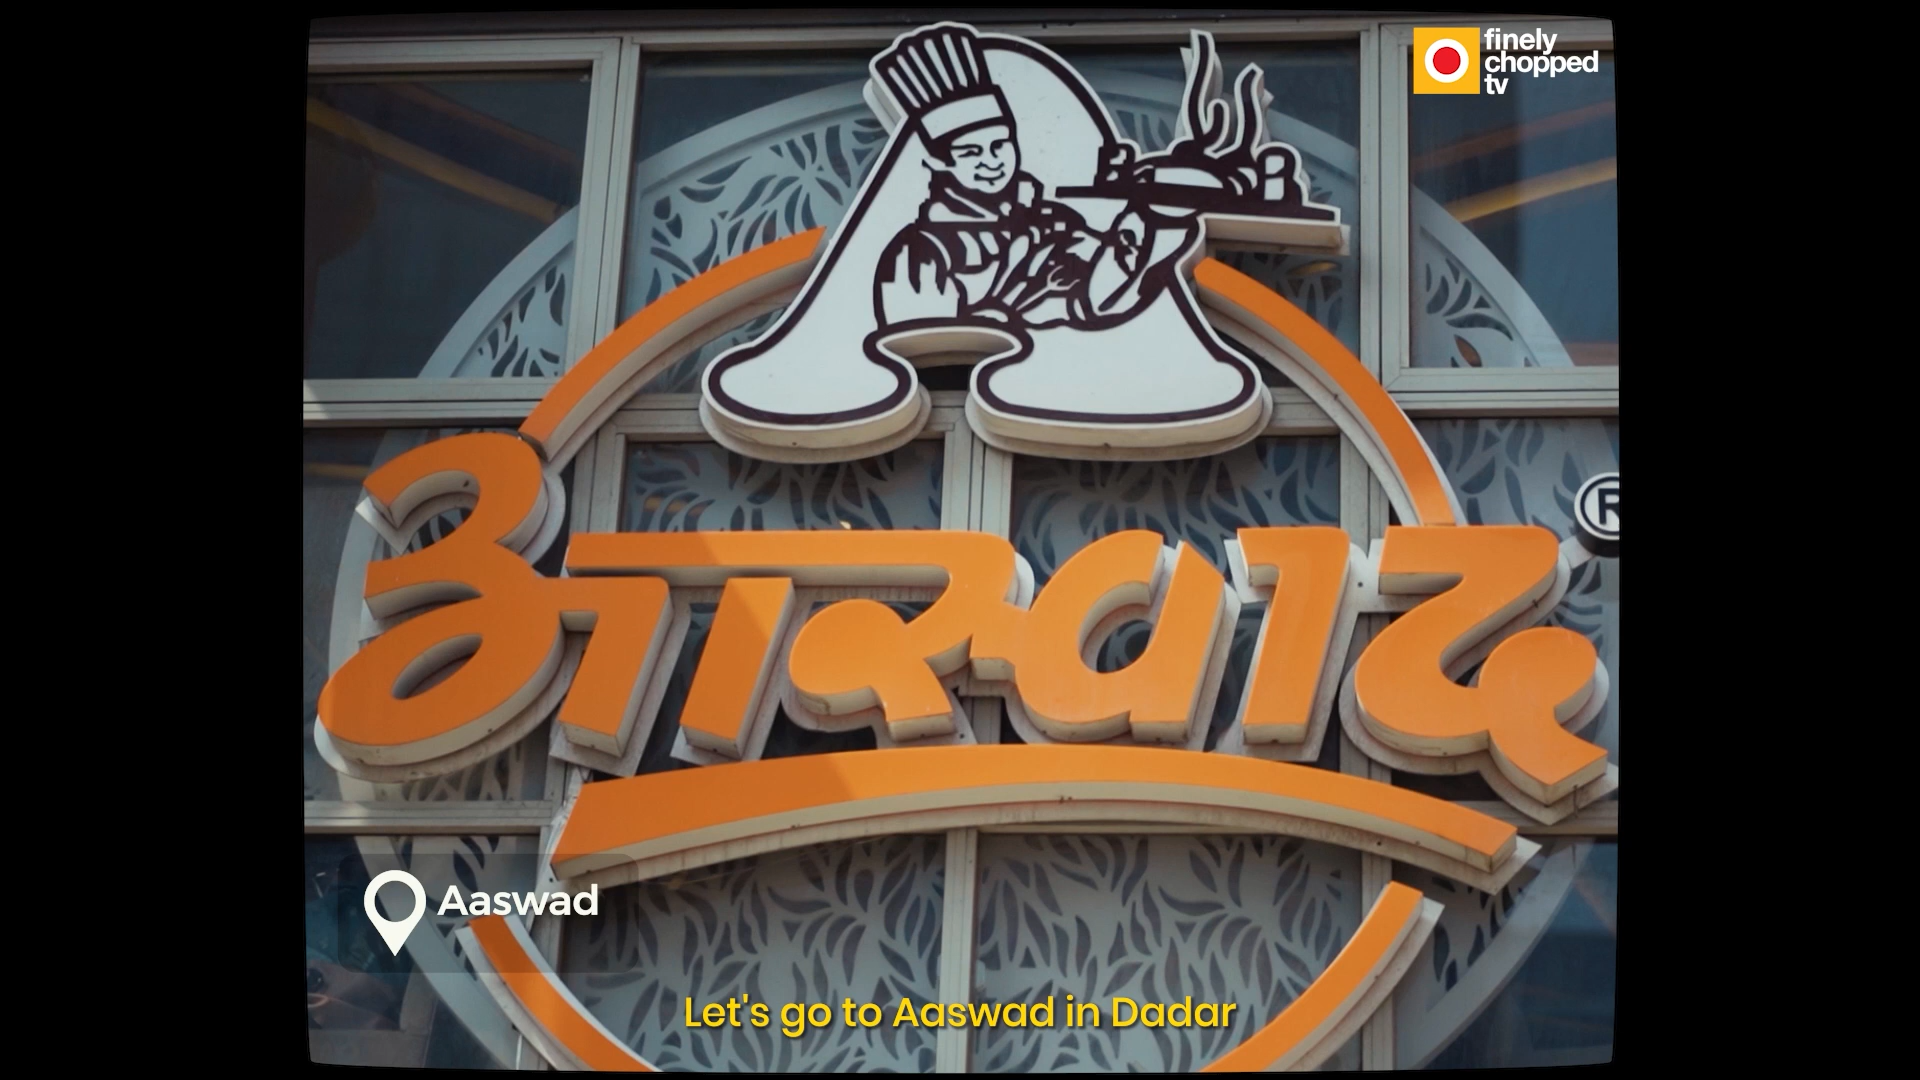 finely
chopped
tv
आस्वाद
®
Aaswad
Let's go to Aaswad in Dadar